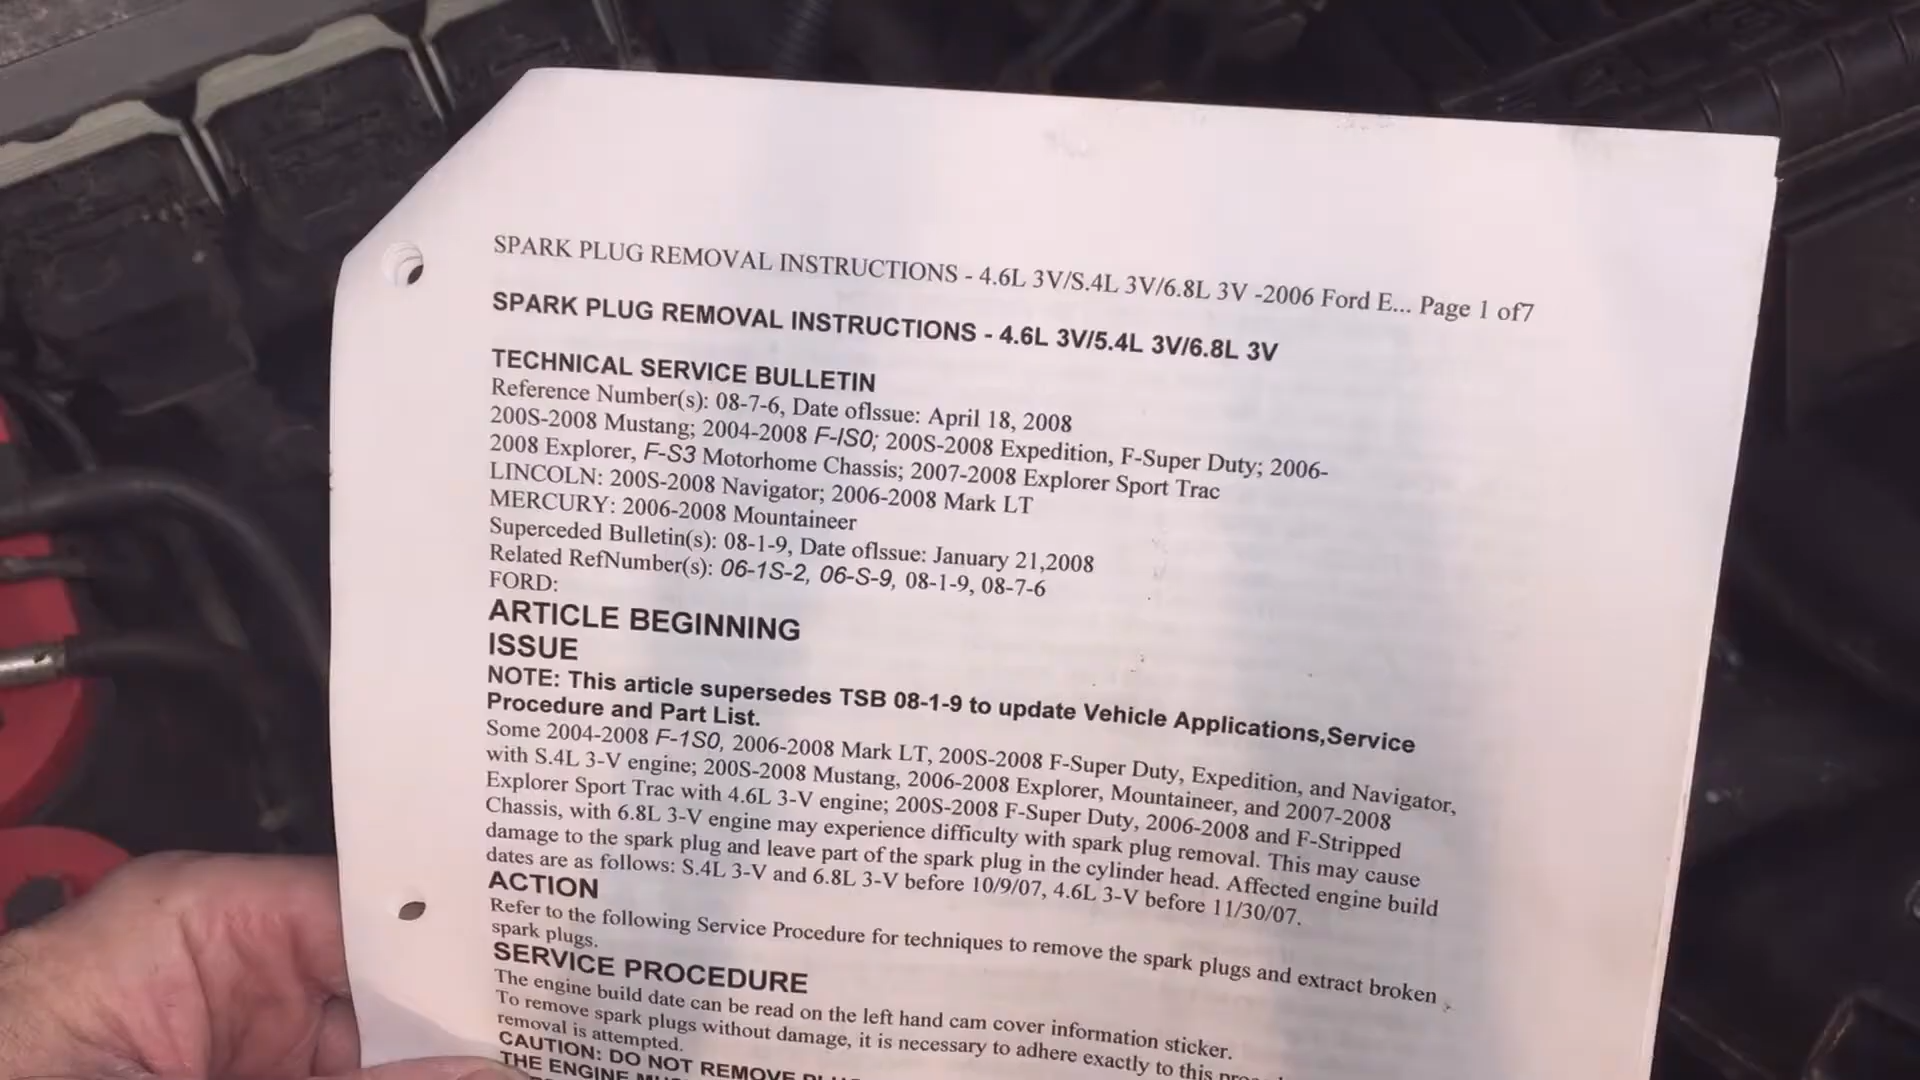 SPARK PLUG REMOVAL INSTRUCTIONS - 4.6L 3V/S.4L 3V/6.8L 3V -2006 Ford E... Page 1 of7
SPARK PLUG REMOVAL INSTRUCTIONS - 4.6L 3V/5.4L 3V/6.8L 3V
TECHNICAL SERVICE BULLETIN
Reference Number(s): 08-7-6, Date ofIssue: April 18, 2008
200S-2008 Mustang; 2004-2008 F-IS0; 200S-2008 Expedition, F-Super Duty; 2006-
2008 Explorer, F-S3 Motorhome Chassis; 2007-2008 Explorer Sport Trac
LINCOLN: 200S-2008 Navigator; 2006-2008 Mark LT
MERCURY: 2006-2008 Mountaineer
Superceded Bulletin(s): 08-1-9, Date ofIssue: January 21,2008
Related RefNumber(s): 06-1S-2, 06-S-9, 08-1-9, 08-7-6
FORD:
ARTICLE BEGINNING
ISSUE
NOTE: This article supersedes TSB 08-1-9 to update Vehicle Applications,Service
Procedure and Part List.
Some 2004-2008 F-1S0, 2006-2008 Mark LT, 200S-2008 F-Super Duty, Expedition, and Navigator,
with S.4L 3-V engine; 200S-2008 Mustang, 2006-2008 Explorer, Mountaineer, and 2007-2008
Explorer Sport Trac with 4.6L 3-V engine; 200S-2008 F-Super Duty, 2006-2008 and F-Stripped
Chassis, with 6.8L 3-V engine may experience difficulty with spark plug removal. This may cause
damage to the spark plug and leave part of the spark plug in the cylinder head. Affected engine build
dates are as follows: S.4L 3-V and 6.8L 3-V before 10/9/07, 4.6L 3-V before 11/30/07.
ACTION
Refer to the following Service Procedure for techniques to remove the spark plugs and extract broken
spark plugs.
SERVICE PROCEDURE
The engine build date can be read on the left hand cam cover information sticker.
To remove spark plugs without damage, it is necessary to adhere exactly to this
removal is attempted.
CAUTION: DO NOT REMOVE
THE ENGINE